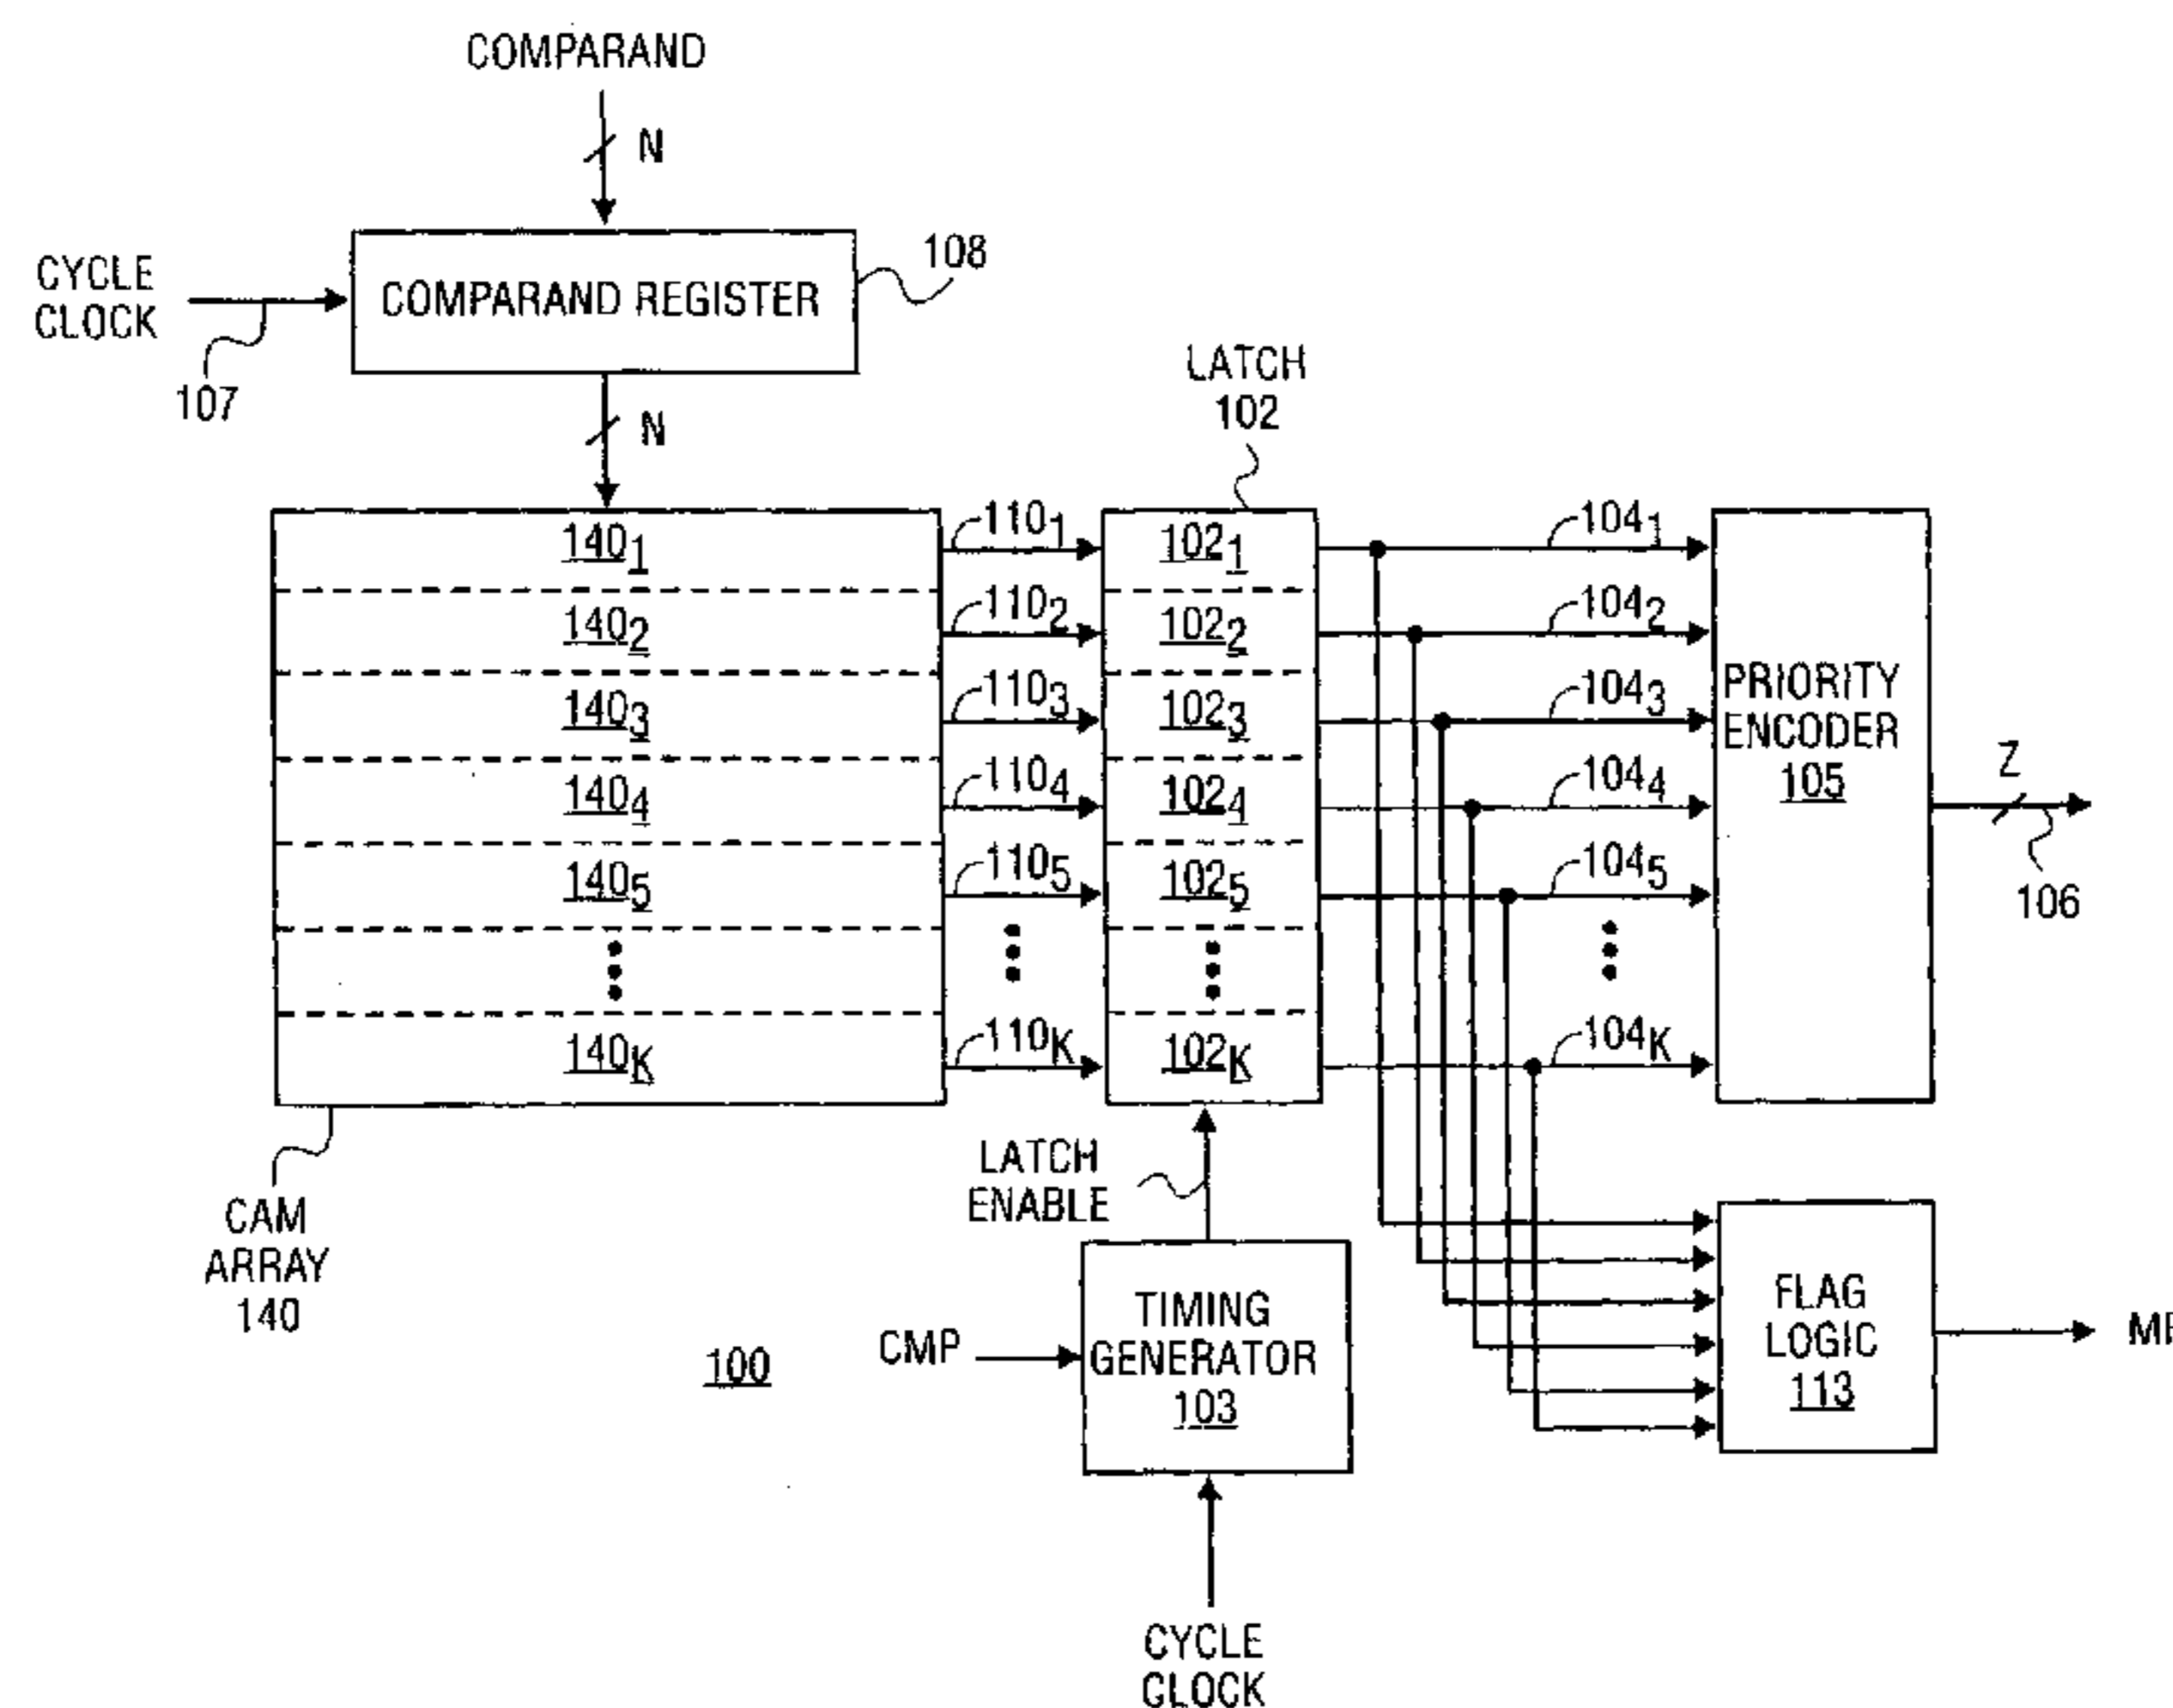 COMPARAND
N
CYCLE
CLOCK
107
COMPARAND REGISTER
108
N
LATCH
102
140₁
110₁
102₁
104₁
140₂
110₂
102₂
104₂
140₃
110₃
102₃
104₃
140₄
110₄
102₄
104₄
140₅
110₅
102₅
104₅
140K
110K
102K
104K
PRIORITY
ENCODER
105
Z
106
CAM
ARRAY
140
LATCH
ENABLE
100
CMP
TIMING
GENERATOR
103
FLAG
LOGIC
113
CYCLE
CLOCK